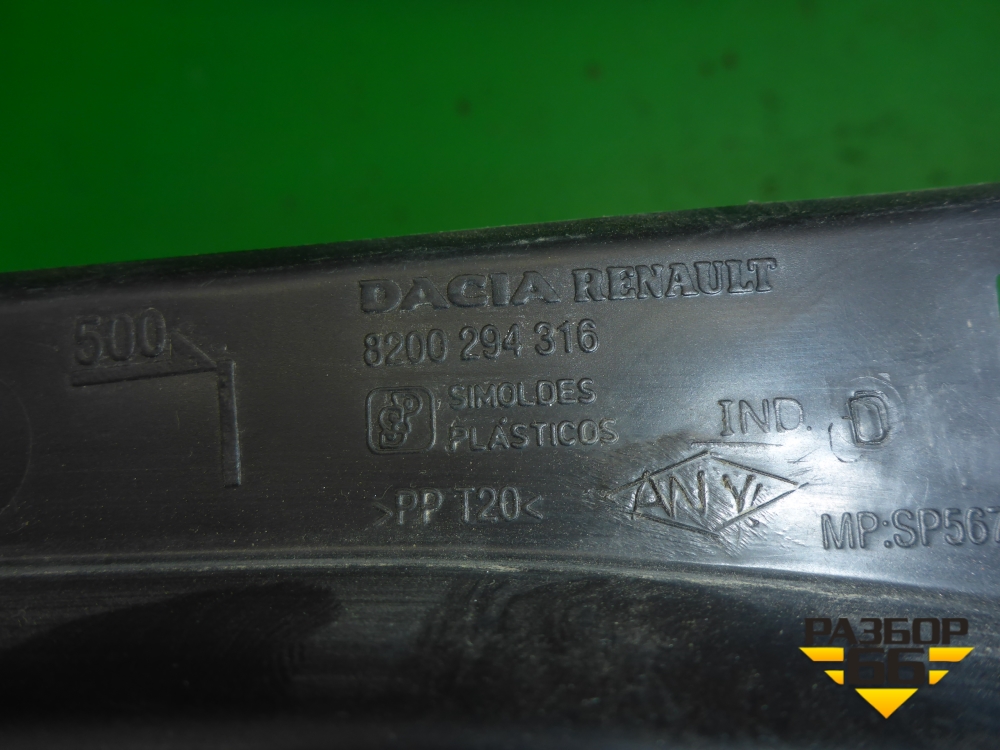 DACIA RENAULT
500
8200 294 316
SIMOLDES
PLÁSTICOS
IND. D
>PP T20<
MP:SP567
РАЗБОР
66